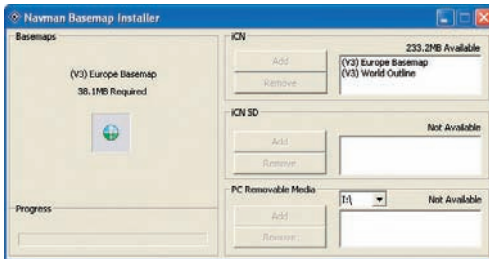 Navman Basemap Installer
Basemaps
(V3) Europe Basemap
38.1MB Required
Progress
iCN
233.2MB Available
Add
Remove
(V3) Europe Basemap
(V3) World Outline
iCN SD
Not Available
Add
Remove
PC Removable Media
I:\
Not Available
Add
Remove